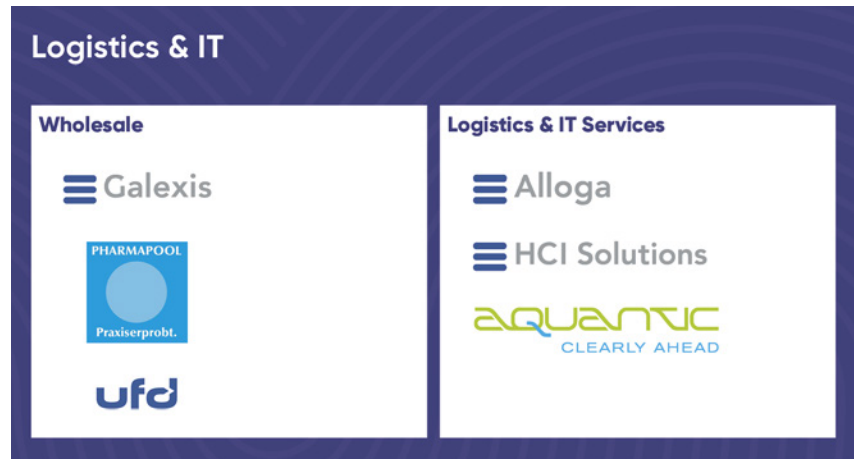 Logistics & IT
Wholesale
Galexis
PHARMAPOOL
Praxiserprobt.
ufd
Logistics & IT Services
Alloga
HCI Solutions
aquantic
CLEARLY AHEAD